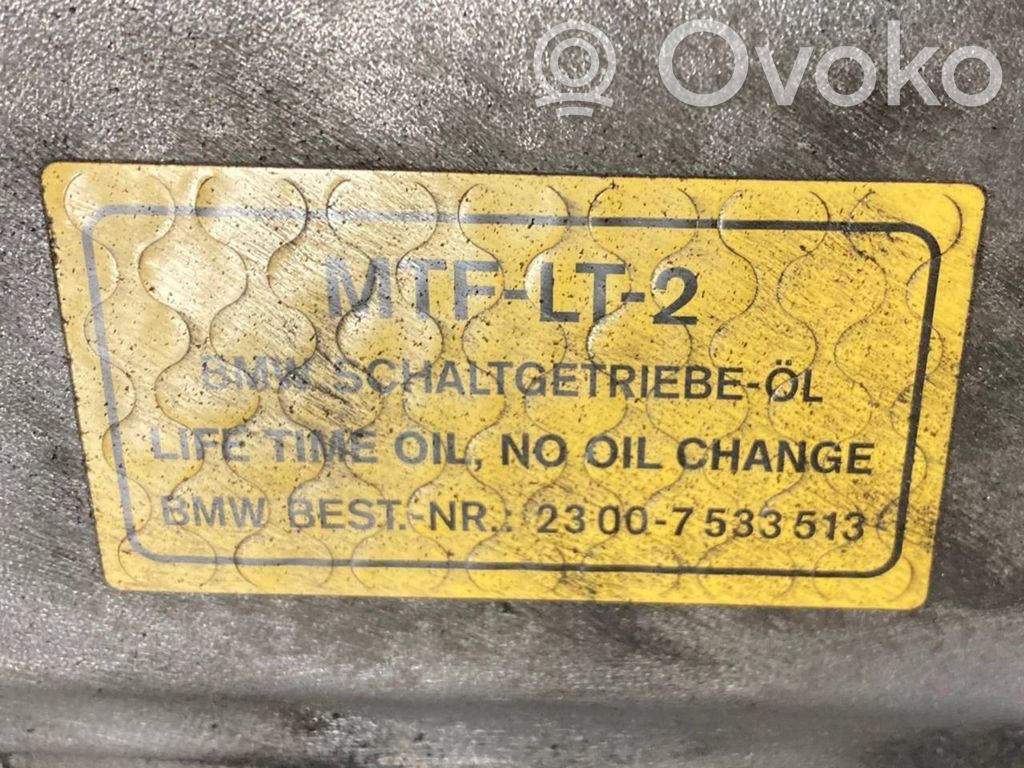 Ovoko
MTF-LT-2
BMW SCHALTGETRIEBE-ÖL
LIFE TIME OIL, NO OIL CHANGE
BMW BEST.-NR.: 23 00-7 533 513